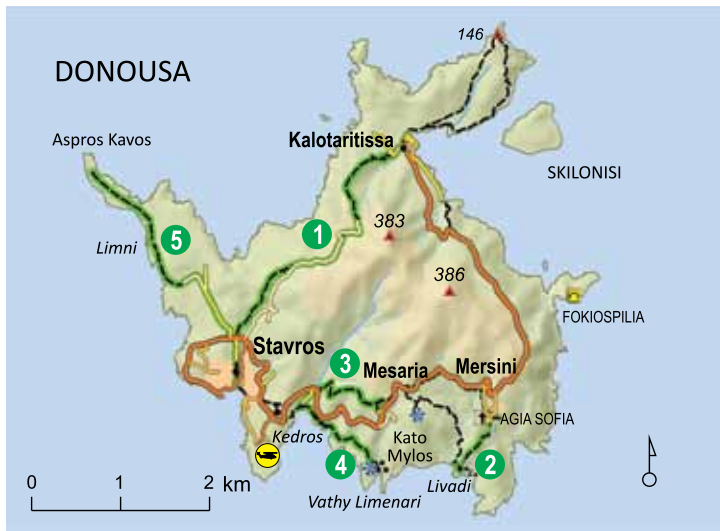 146
DONOUSA
Aspros Kavos
Kalotaritissa
SKILONISI
383
1
5
Limni
386
FOKIOSPILIA
Stavros
3
Mesaria
Mersini
AGIA SOFIA
Kedros
Kato
Mylos
4
2
Livadi
Vathy Limenari
0 1 2 km